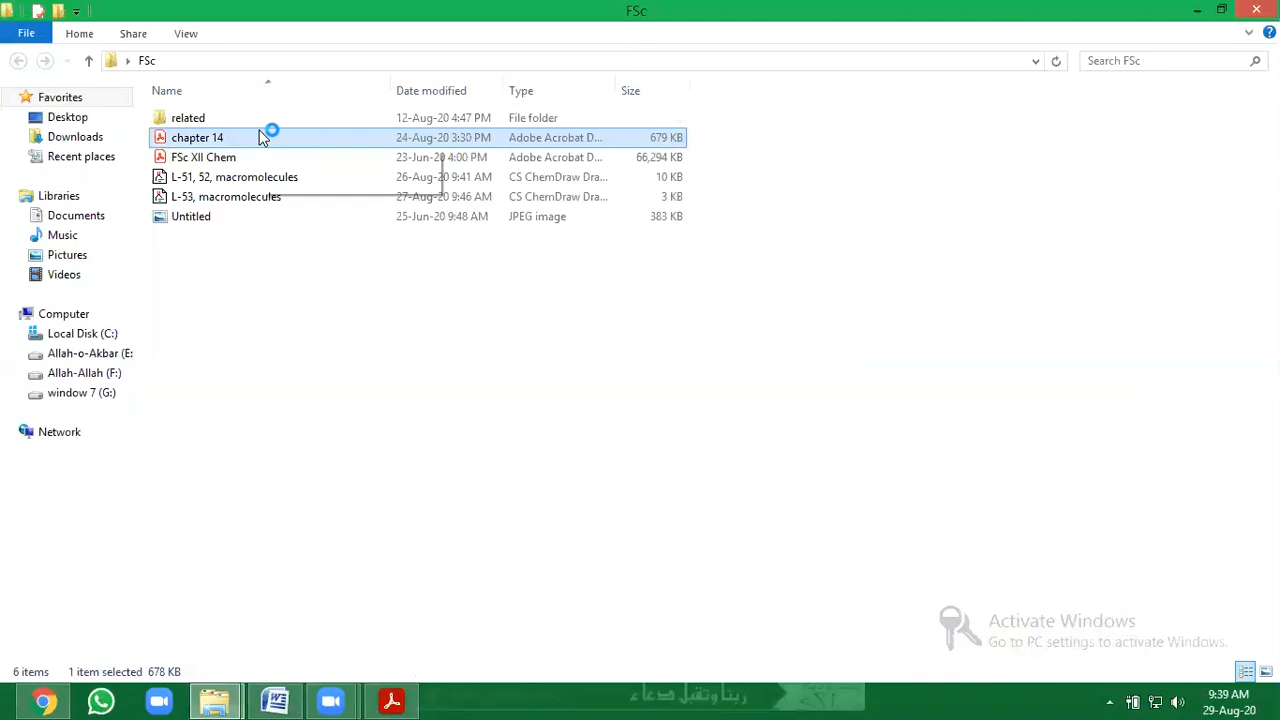 FSc
File Home Share View
FSc
Search FSc
Name Date modified Type Size
Favorites
Desktop
Downloads
Recent places
Libraries
Documents
Music
Pictures
Videos
Computer
Local Disk (C:)
Allah-o-Akbar (E:
Allah-Allah (F:)
window 7 (G:)
Network
related 12-Aug-20 4:47 PM File folder
chapter 14 24-Aug-20 3:30 PM Adobe Acrobat D... 679 KB
FSc XII Chem 23-Jun-20 4:00 PM Adobe Acrobat D... 66,294 KB
L-51, 52, macromolecules 26-Aug-20 9:41 AM CS ChemDraw Dra... 10 KB
L-53, macromolecules 27-Aug-20 9:46 AM CS ChemDraw Dra... 3 KB
Untitled 25-Jun-20 9:48 AM JPEG image 383 KB
Activate Windows
Go to PC settings to activate Windows.
6 items 1 item selected 678 KB
ربنا وتقبل دعاء
9:39 AM
29-Aug-20